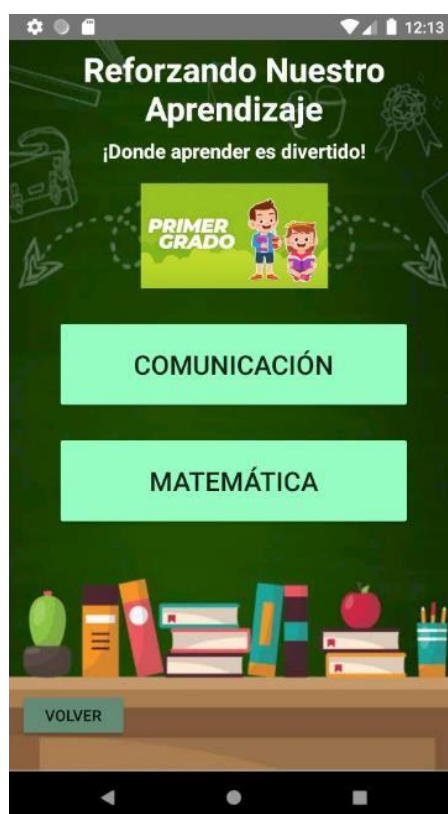 12:13
Reforzando Nuestro
Aprendizaje
¡Donde aprender es divertido!
PRIMER
GRADO
COMUNICACIÓN
MATEMÁTICA
VOLVER